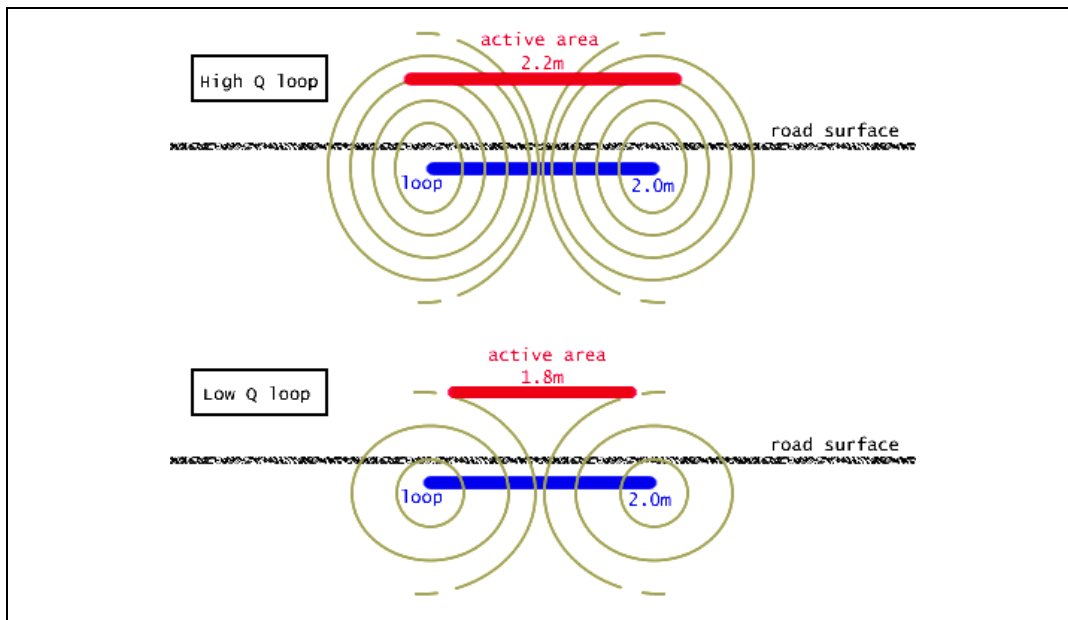 active area
2.2m
High Q loop
road surface
loop
2.0m
active area
1.8m
Low Q loop
road surface
loop
2.0m